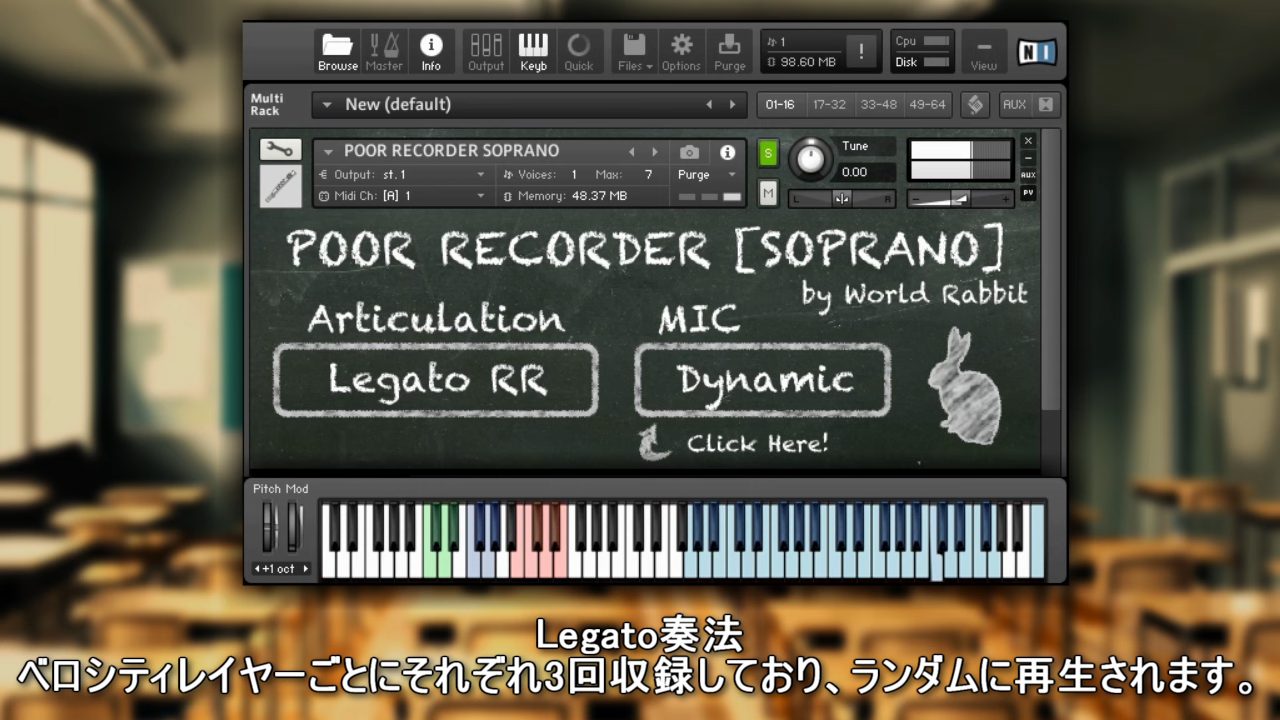 Browse Master Info Output Keyb Quick Files Options Purge
1
98.60 MB
!
Cpu
Disk
View
NI
Multi Rack
New (default)
01-16 17-32 33-48 49-64
AUX
POOR RECORDER SOPRANO
Output: st.1
Voices: 1 Max: 7
Purge
Midi Ch: [A] 1
Memory: 48.37 MB
S
M
Tune
0.00
L R
AUX
PV
POOR RECORDER [SOPRANO]
by World Rabbit
Articulation
MIC
Legato RR
Dynamic
Click Here!
Pitch Mod
+1 oct
Legato奏法
ベロシティレイヤーごとにそれぞれ3回収録しており、ランダムに再生されます。